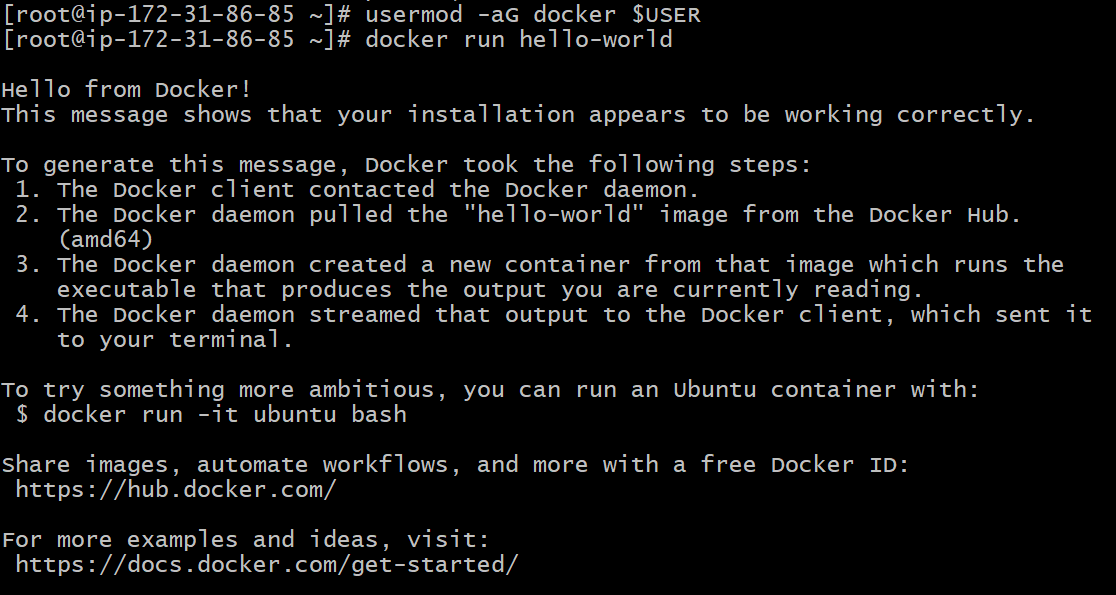 [root@ip-172-31-86-85 ~]# usermod -aG docker $USER
[root@ip-172-31-86-85 ~]# docker run hello-world

Hello from Docker!
This message shows that your installation appears to be working correctly.

To generate this message, Docker took the following steps:
 1. The Docker client contacted the Docker daemon.
 2. The Docker daemon pulled the "hello-world" image from the Docker Hub.
    (amd64)
 3. The Docker daemon created a new container from that image which runs the
    executable that produces the output you are currently reading.
 4. The Docker daemon streamed that output to the Docker client, which sent it
    to your terminal.

To try something more ambitious, you can run an Ubuntu container with:
 $ docker run -it ubuntu bash

Share images, automate workflows, and more with a free Docker ID:
 https://hub.docker.com/

For more examples and ideas, visit:
 https://docs.docker.com/get-started/